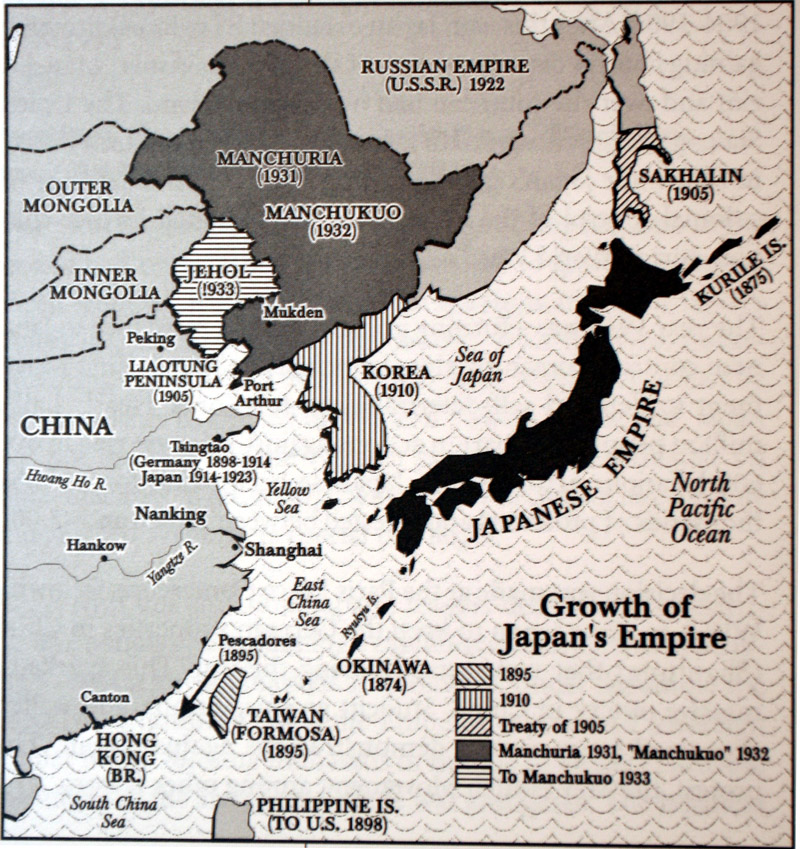 RUSSIAN EMPIRE
(U.S.S.R.) 1922
MANCHURIA
(1931)
SAKHALIN
(1905)
OUTER
MONGOLIA
MANCHUKUO
(1932)
KURILE IS.
(1875)
JEHOL
(1933)
INNER
MONGOLIA
Mukden
Peking
LIAOTUNG
PENINSULA
(1905)
Port
Arthur
KOREA
(1910)
Sea of
Japan
CHINA
JAPANESE EMPIRE
Tsingtao
(Germany 1898-1914
Japan 1914-1923)
Hwang Ho R.
Yellow
Sea
North
Pacific
Ocean
Nanking
Hankow
Yangtze R.
Shanghai
East
China
Sea
Ryukyu Is.
Pescadores
(1895)
OKINAWA
(1874)
Canton
TAIWAN
(FORMOSA)
(1895)
HONG
KONG
(BR.)
South China
Sea
PHILIPPINE IS.
(TO U.S. 1898)
Growth of
Japan's Empire
1895
1910
Treaty of 1905
Manchuria 1931, "Manchukuo" 1932
To Manchukuo 1933